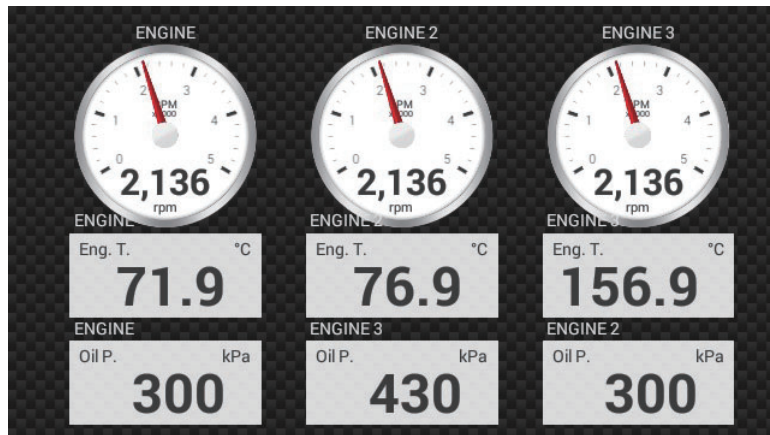 ENGINE ENGINE 2 ENGINE 3
2 3 2 3 2 3
RPM RPM RPM
x1000 x1000 x1000
1 4 1 4 1 4
0 5 0 5 0 5
2,136 2,136 2,136
rpm rpm rpm
ENGINE ENGINE 2 ENGINE 3
Eng. T. °C Eng. T. °C Eng. T. °C
71.9 76.9 156.9
ENGINE ENGINE 3 ENGINE 2
Oil P. kPa Oil P. kPa Oil P. kPa
300 430 300